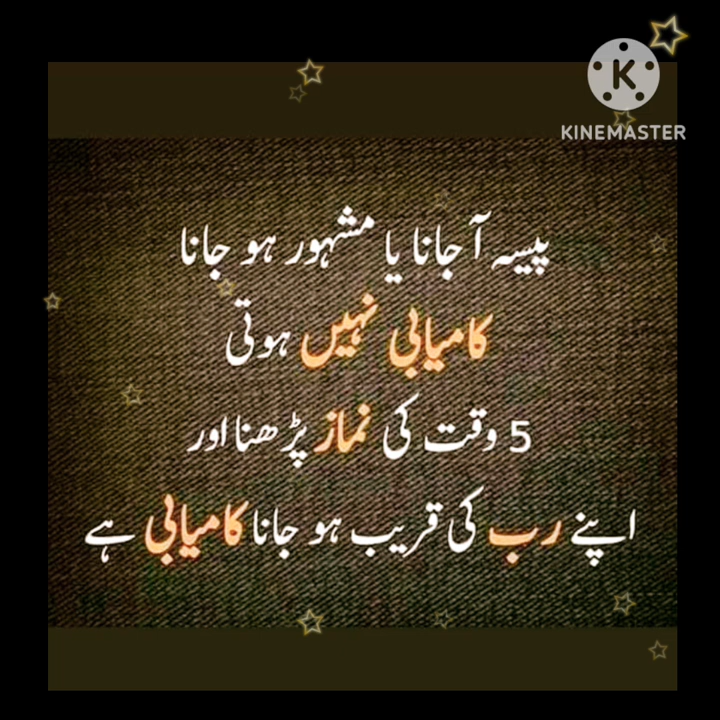 KINEMASTER
پیسہ آ جانا یا مشہور ہو جانا
کامیابی نہیں ہوتی
5 وقت کی نماز پڑھنا اور
اپنے رب کی قریب ہو جانا کامیابی ہے